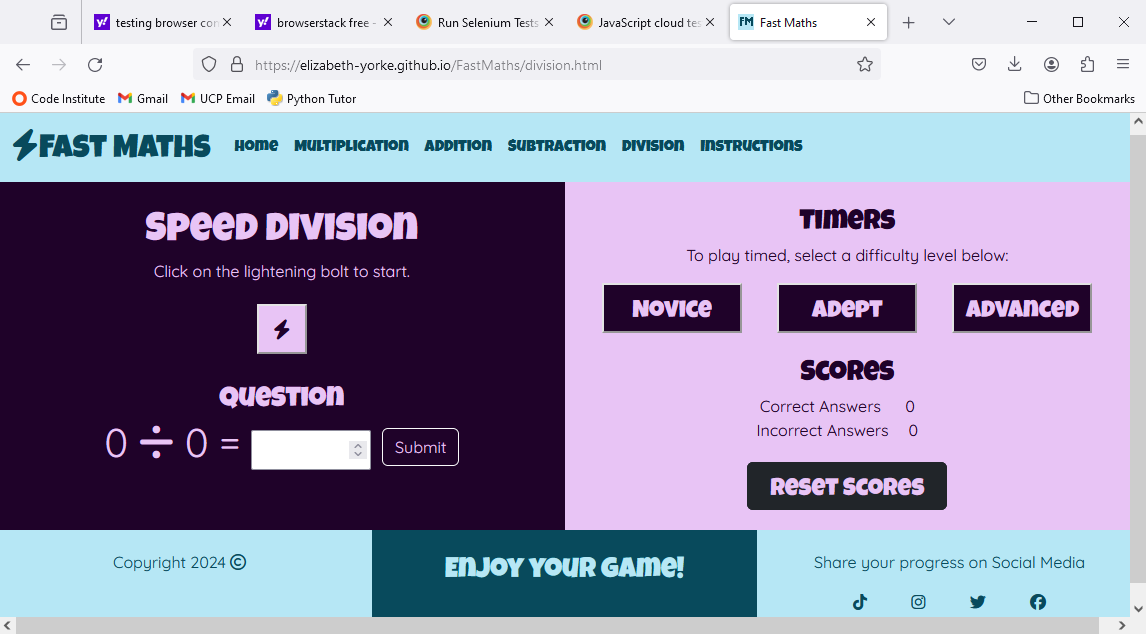 testing browser con
browserstack free -
Run Selenium Tests
JavaScript cloud tes
FM Fast Maths
https://elizabeth-yorke.github.io/FastMaths/division.html
Code Institute Gmail UCP Email Python Tutor Other Bookmarks
FAST MATHS Home Multiplication Addition Subtraction Division Instructions
Speed Division
Click on the lightening bolt to start.
Question
0 ÷ 0 = Submit
Timers
To play timed, select a difficulty level below:
Novice Adept Advanced
Scores
Correct Answers 0
Incorrect Answers 0
Reset Scores
Copyright 2024 ©
Enjoy your game!
Share your progress on Social Media